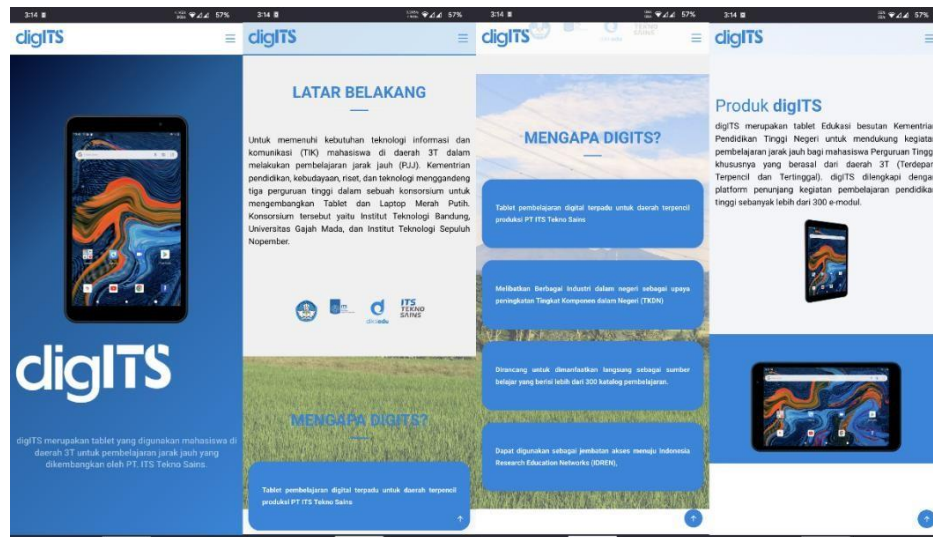 3:14
57%
digITS
digITS
digITS merupakan tablet yang digunakan mahasiswa di
daerah 3T untuk pembelajaran jarak jauh yang
dikembangkan oleh PT. ITS Tekno Sains.
3:14
57%
digITS
LATAR BELAKANG
Untuk memenuhi kebutuhan teknologi informasi dan
komunikasi (TIK) mahasiswa di daerah 3T dalam
melakukan pembelajaran jarak jauh (PJJ). Kementrian
pendidikan, kebudayaan, riset, dan teknologi menggandeng
tiga perguruan tinggi dalam sebuah konsorsium untuk
mengembangkan Tablet dan Laptop Merah Putih.
Konsorsium tersebut yaitu Institut Teknologi Bandung,
Universitas Gajah Mada, dan Institut Teknologi Sepuluh
Nopember.
ITS
TEKNO
SAINS
MENGAPA DIGITS?
Tablet pembelajaran digital terpadu untuk daerah terpencil
produksi PT ITS Tekno Sains
3:14
57%
digITS
MENGAPA DIGITS?
Tablet pembelajaran digital terpadu untuk daerah terpencil
produksi PT ITS Tekno Sains
Melibatkan Berbagai Industri dalam negeri sebagai upaya
peningkatan Tingkat Komponen dalam Negeri (TKDN)
Dirancang untuk dimanfaatkan langsung sebagai sumber
belajar yang berisi lebih dari 300 katalog pembelajaran.
Dapat digunakan sebagai jembatan akses menuju Indonesia
Research Education Networks (IDREN),
3:14
57%
digITS
Produk digITS
digITS merupakan tablet Edukasi besutan Kementria
Pendidikan Tinggi Negeri untuk mendukung kegiata
pembelajaran jarak jauh bagi mahasiswa Perguruan Tingg
khususnya yang berasal dari daerah 3T (Terdepar
Terpencil dan Tertinggal). digITS dilengkapi denga
platform penunjang kegiatan pembelajaran pendidika
tinggi sebanyak lebih dari 300 e-modul.